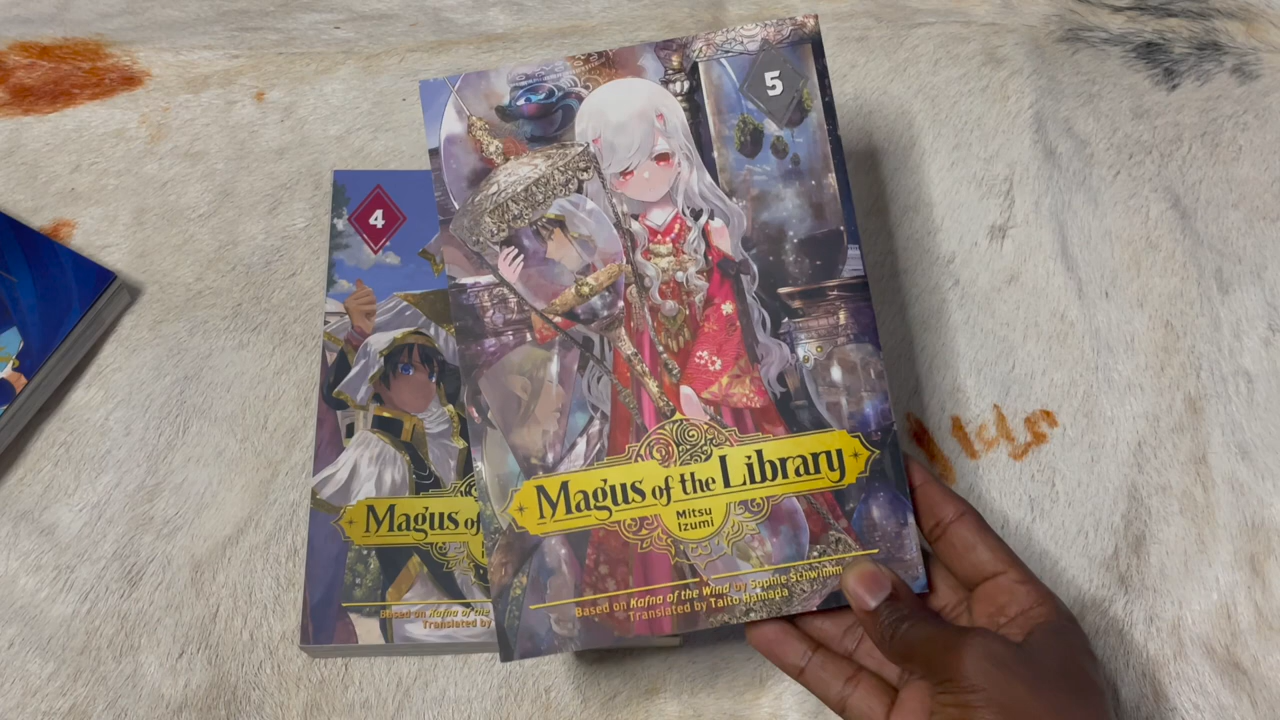 5
Magus of the Library
Mitsu
Izumi
Based on Kafna of the Wind by Sophie Schwimm
Translated by Taito Hamada
4
Magus of
Based on Kafna of the
Translated by